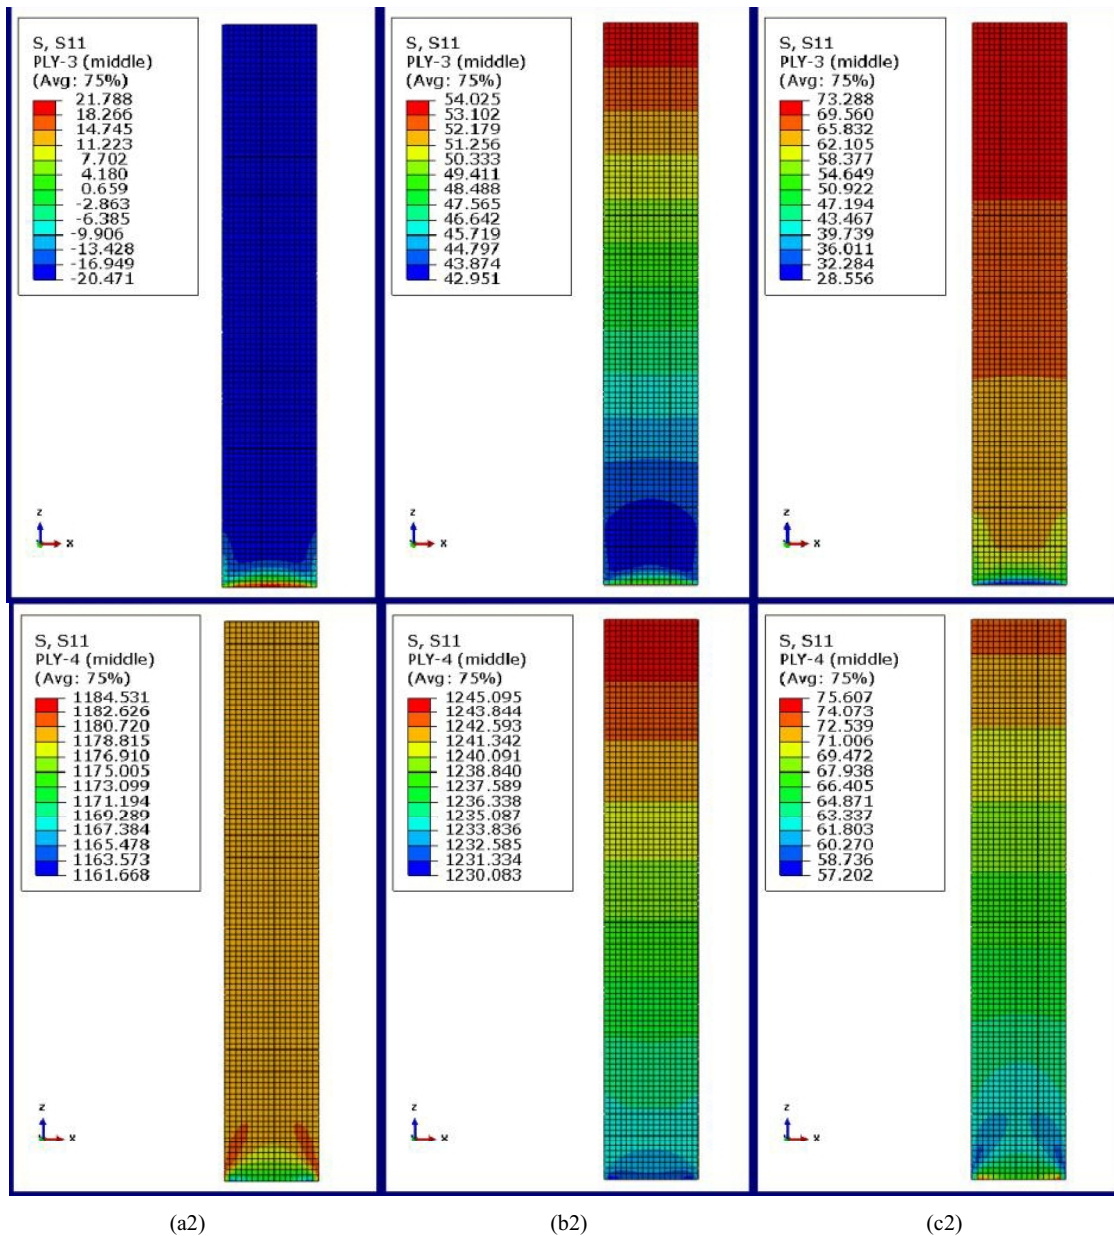 S, S11
PLY-3 (middle)
(Avg: 75%)
21.788
18.266
14.745
11.223
7.702
4.180
0.659
-2.863
-6.385
-9.906
-13.428
-16.949
-20.471
z
x
S, S11
PLY-3 (middle)
(Avg: 75%)
54.025
53.102
52.179
51.256
50.333
49.411
48.488
47.565
46.642
45.719
44.797
43.874
42.951
z
x
S, S11
PLY-3 (middle)
(Avg: 75%)
73.288
69.560
65.832
62.105
58.377
54.649
50.922
47.194
43.467
39.739
36.011
32.284
28.556
z
x
S, S11
PLY-4 (middle)
(Avg: 75%)
1184.531
1182.626
1180.720
1178.815
1176.910
1175.005
1173.099
1171.194
1169.289
1167.384
1165.478
1163.573
1161.668
z
x
S, S11
PLY-4 (middle)
(Avg: 75%)
1245.095
1243.844
1242.593
1241.342
1240.091
1238.840
1237.589
1236.338
1235.087
1233.836
1232.585
1231.334
1230.083
z
x
S, S11
PLY-4 (middle)
(Avg: 75%)
75.607
74.073
72.539
71.006
69.472
67.938
66.405
64.871
63.337
61.803
60.270
58.736
57.202
z
x
(a2)
(b2)
(c2)